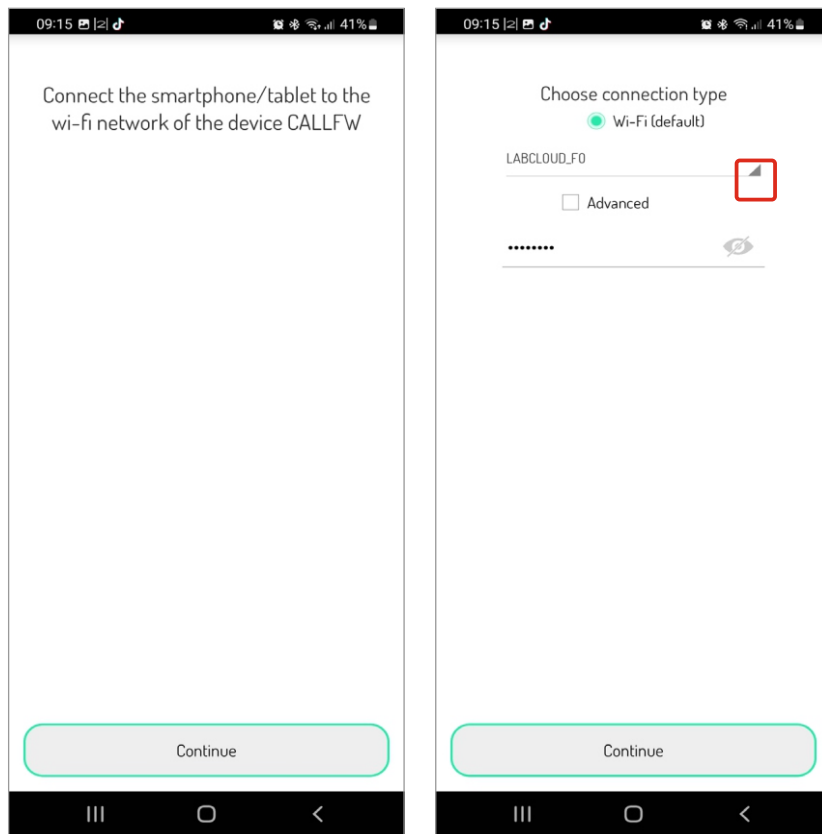 09:15
41%
Connect the smartphone/tablet to the
wi-fi network of the device CALLFW
Continue
09:15
41%
Choose connection type
Wi-Fi (default)
LABCLOUD_F0
Advanced
••••••••
Continue